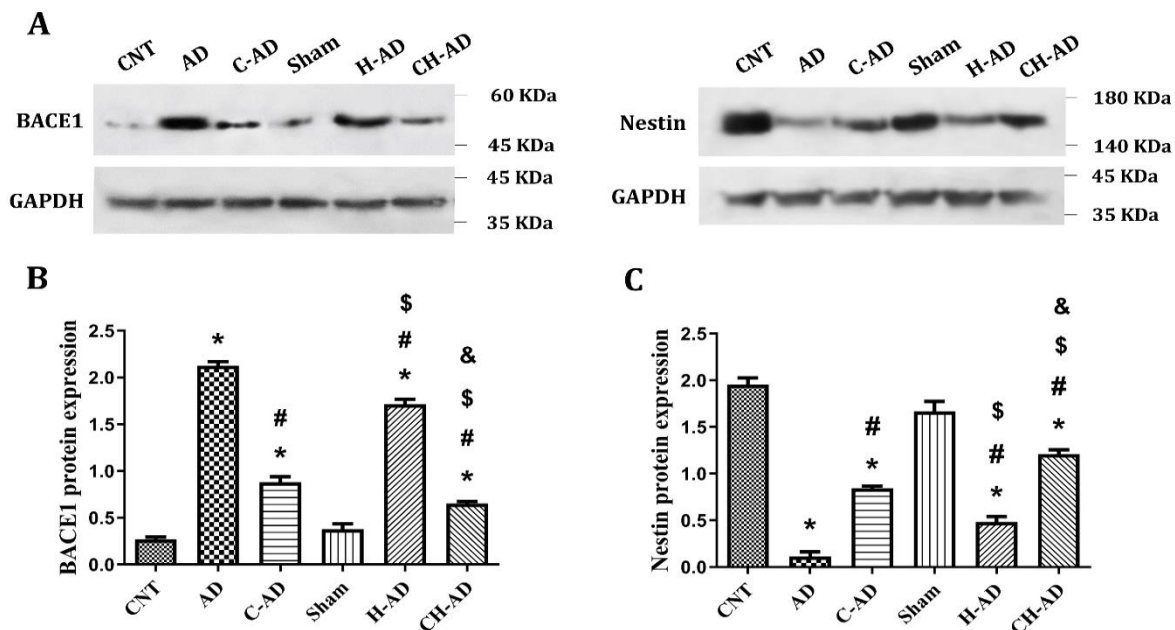 A
CNT AD C-AD Sham H-AD CH-AD
BACE1
60 KDa
45 KDa
GAPDH
45 KDa
35 KDa
CNT AD C-AD Sham H-AD CH-AD
Nestin
180 KDa
140 KDa
GAPDH
45 KDa
35 KDa
B
BACE1 protein expression
2.5
2.0
1.5
1.0
0.5
0.0
*
#
*
$
#
*
&
$
#
*
CNT AD C-AD Sham H-AD CH-AD
C
Nestin protein expression
2.5
2.0
1.5
1.0
0.5
0.0
*
#
*
$
#
*
&
$
#
*
CNT AD C-AD Sham H-AD CH-AD